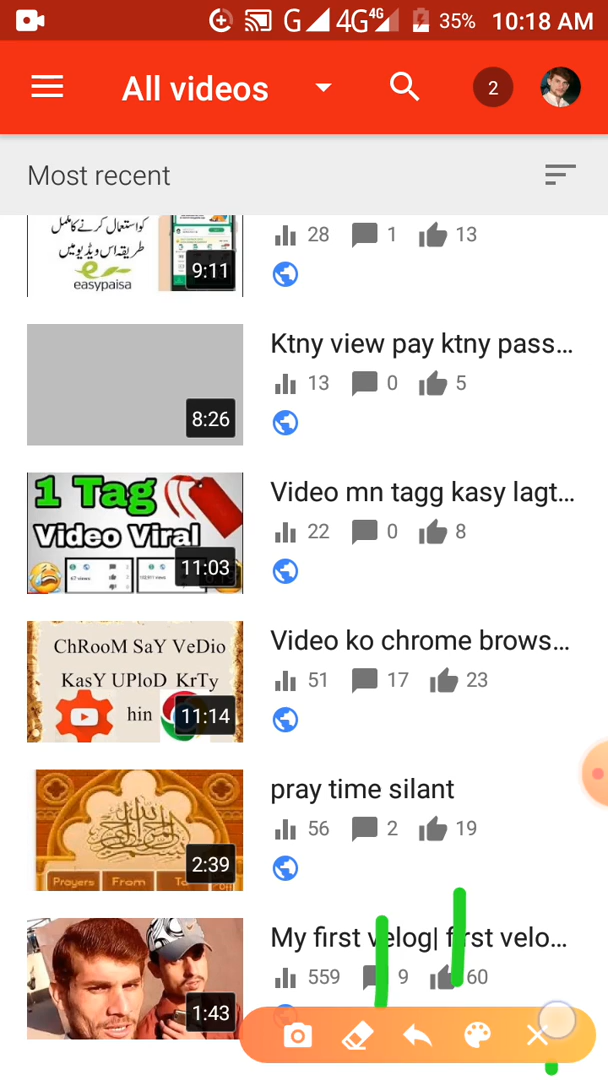 G 4G 4G 35% 10:18 AM
All videos 2
Most recent
کو استعمال کرنے کا مکمل
طریقہ اس ویڈیو میں
easypaisa
9:11
28 1 13
Ktny view pay ktny pass...
8:26
13 0 5
1 Tag
Video Viral
11:03
Video mn tagg kasy lagt...
22 0 8
ChRooM SaY VeDio
KasY UPloD KrTy
hin
11:14
Video ko chrome brows...
51 17 23
Prayers From To
2:39
pray time silant
56 2 19
My first velog| first velo...
1:43
559 9 60